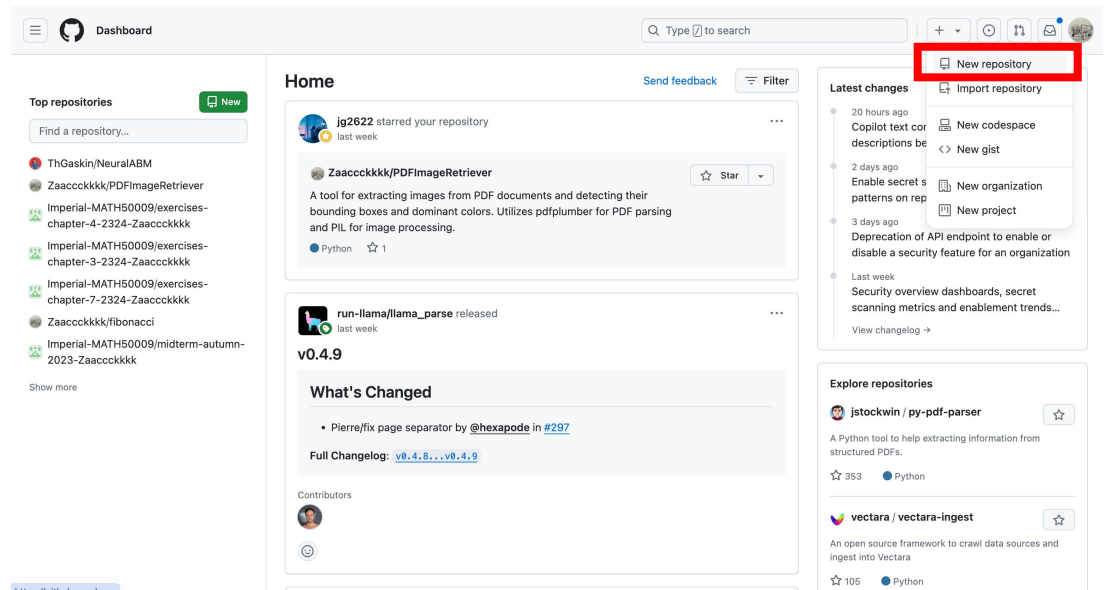 Dashboard
Type / to search
New repository
Import repository
New codespace
New gist
New organization
New project
Top repositories
New
Find a repository...
ThGaskin/NeuralABM
Zaaccckkkk/PDFImageRetriever
Imperial-MATH50009/exercises-
chapter-4-2324-Zaaccckkkk
Imperial-MATH50009/exercises-
chapter-3-2324-Zaaccckkkk
Imperial-MATH50009/exercises-
chapter-7-2324-Zaaccckkkk
Zaaccckkkk/fibonacci
Imperial-MATH50009/midterm-autumn-
2023-Zaaccckkkk
Show more
Home
Send feedback
Filter
jg2622 starred your repository
last week
Zaaccckkkk/PDFImageRetriever
Star
A tool for extracting images from PDF documents and detecting their
bounding boxes and dominant colors. Utilizes pdfplumber for PDF parsing
and PIL for image processing.
Python 1
run-llama/llama_parse released
last week
v0.4.9
What's Changed
• Pierre/fix page separator by @hexapode in #297
Full Changelog: v0.4.8...v0.4.9
Contributors
Latest changes
20 hours ago
Copilot text
descriptions
2 days ago
Enable secret
patterns on
3 days ago
Deprecation of API endpoint to enable or
disable a security feature for an organization
Last week
Security overview dashboards, secret
scanning metrics and enablement trends...
View changelog →
Explore repositories
jstockwin / py-pdf-parser
A Python tool to help extracting information from
structured PDFs.
353 Python
vectara / vectara-ingest
An open source framework to crawl data sources and
ingest into Vectara
105 Python